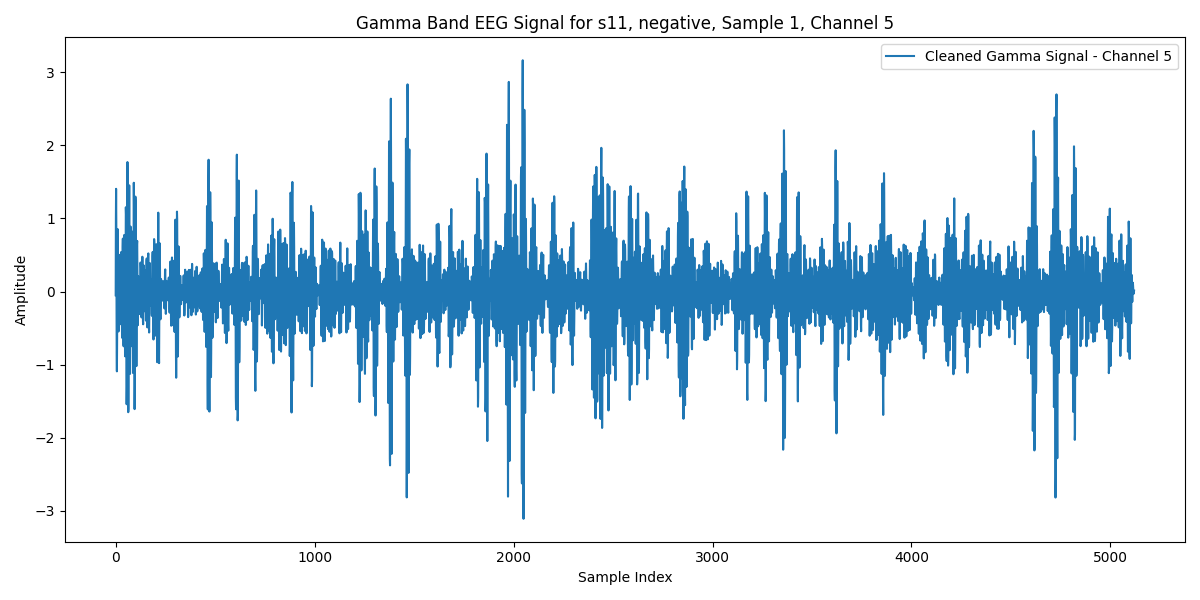 Gamma Band EEG Signal for s11, negative, Sample 1, Channel 5
Cleaned Gamma Signal - Channel 5
Amplitude
3
2
1
0
−1
−2
−3
0 1000 2000 3000 4000 5000
Sample Index